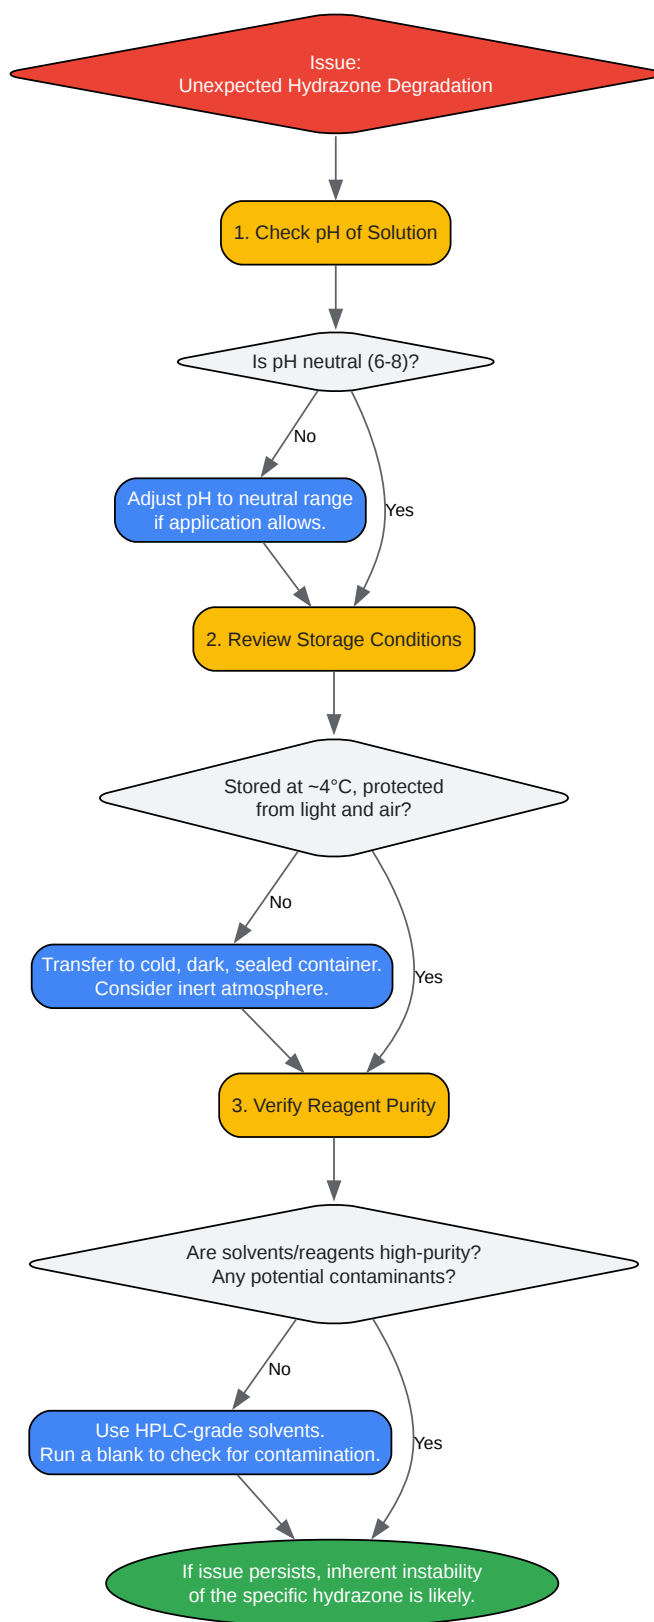 Issue:
Unexpected Hydrazone Degradation
1. Check pH of Solution
Is pH neutral (6-8)?
No
Adjust pH to neutral range
if application allows.
Yes
2. Review Storage Conditions
Stored at ~4°C, protected
from light and air?
No
Transfer to cold, dark, sealed container.
Consider inert atmosphere.
Yes
3. Verify Reagent Purity
Are solvents/reagents high-purity?
Any potential contaminants?
No
Use HPLC-grade solvents.
Run a blank to check for contamination.
Yes
If issue persists, inherent instability
of the specific hydrazone is likely.